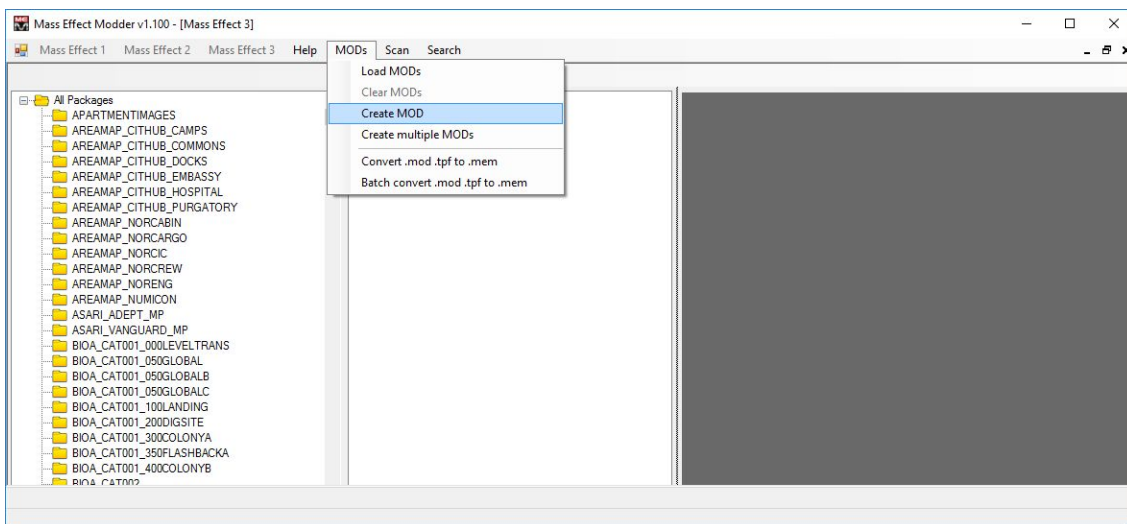 Mass Effect Modder v1.100 - [Mass Effect 3]
Mass Effect 1 Mass Effect 2 Mass Effect 3 Help MODs Scan Search
Load MODs
Clear MODs
Create MOD
Create multiple MODs
Convert .mod .tpf to .mem
Batch convert .mod .tpf to .mem
All Packages
APARTMENTIMAGES
AREAMAP_CITHUB_CAMPS
AREAMAP_CITHUB_COMMONS
AREAMAP_CITHUB_DOCKS
AREAMAP_CITHUB_EMBASSY
AREAMAP_CITHUB_HOSPITAL
AREAMAP_CITHUB_PURGATORY
AREAMAP_NORCABIN
AREAMAP_NORCARGO
AREAMAP_NORCIC
AREAMAP_NORCREW
AREAMAP_NORENG
AREAMAP_NUMICON
ASARI_ADEPT_MP
ASARI_VANGUARD_MP
BIOA_CAT001_000LEVELTRANS
BIOA_CAT001_050GLOBAL
BIOA_CAT001_050GLOBALB
BIOA_CAT001_050GLOBALC
BIOA_CAT001_100LANDING
BIOA_CAT001_200DIGSITE
BIOA_CAT001_300COLONYA
BIOA_CAT001_350FLASHBACKA
BIOA_CAT001_400COLONYB
BIOA_CAT002